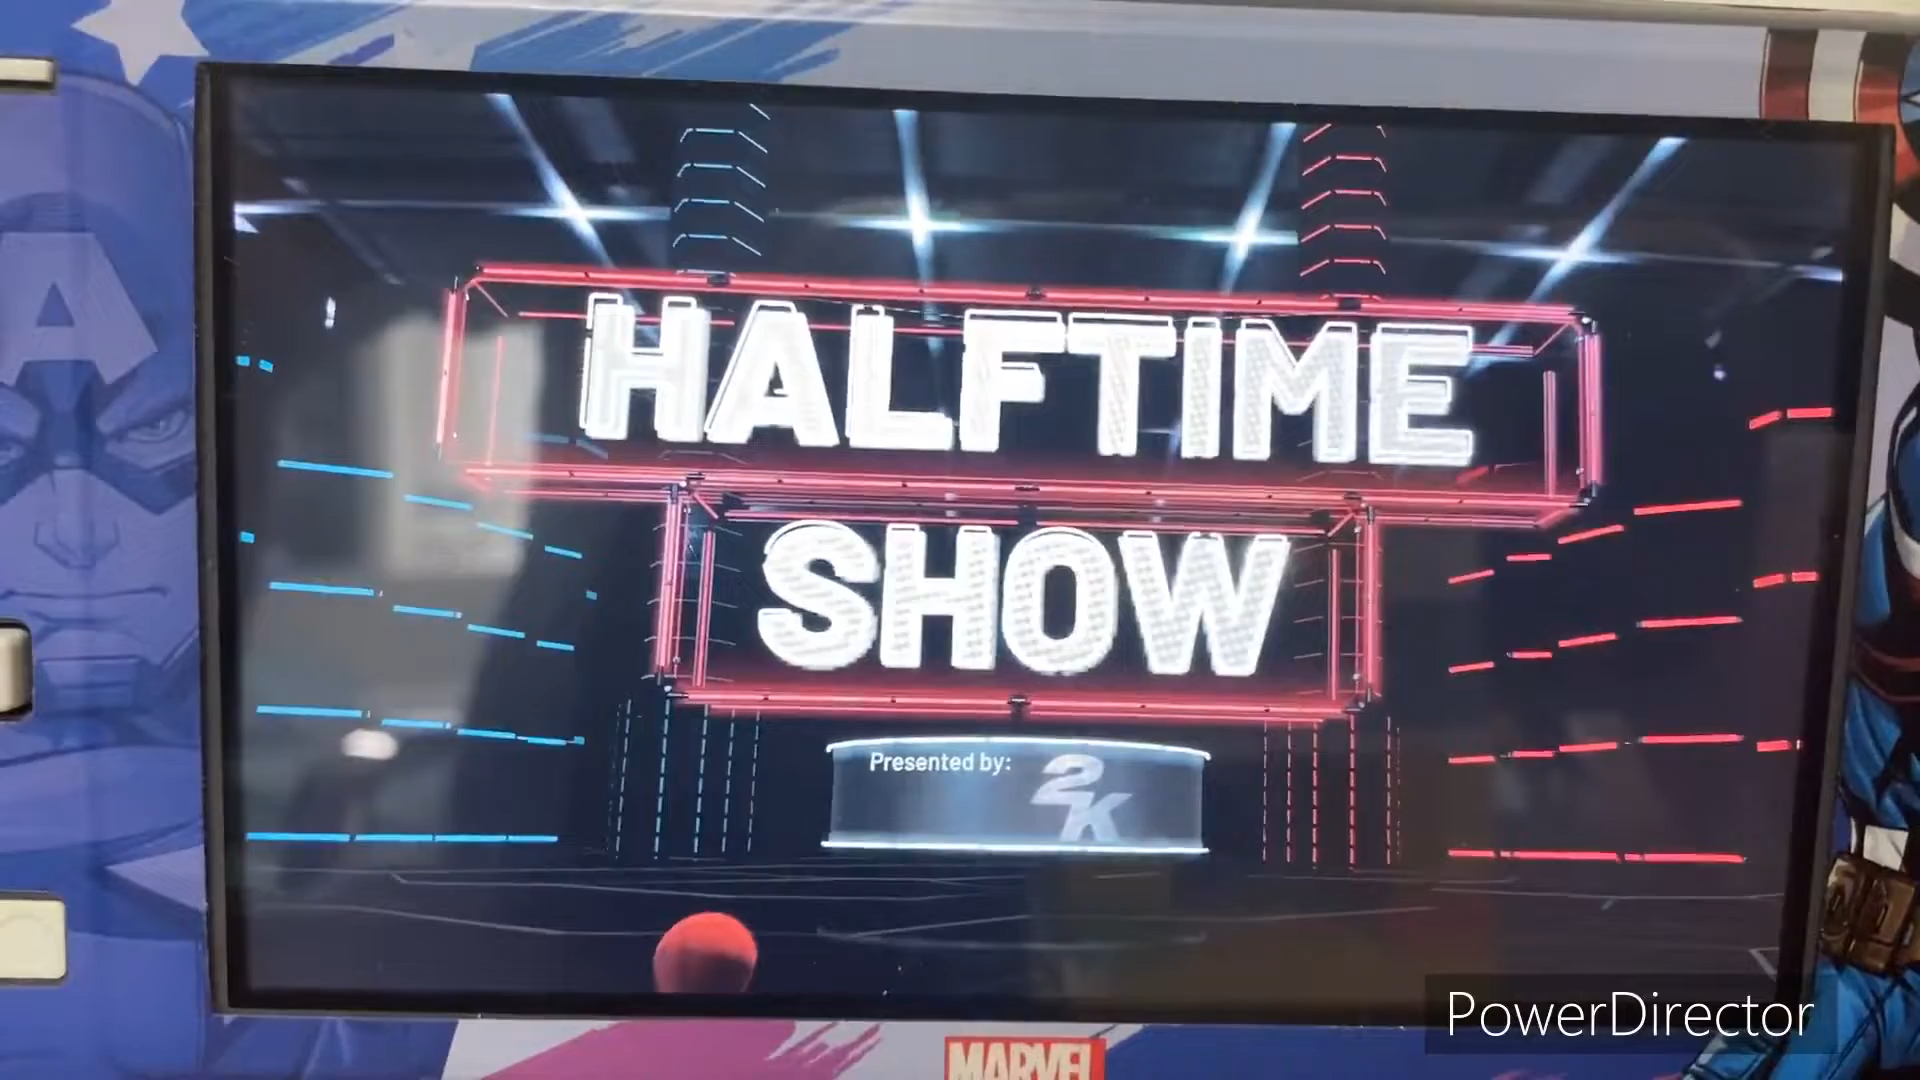 A
HALFTIME
SHOW
Presented by:
2K
PowerDirector
MARVEL